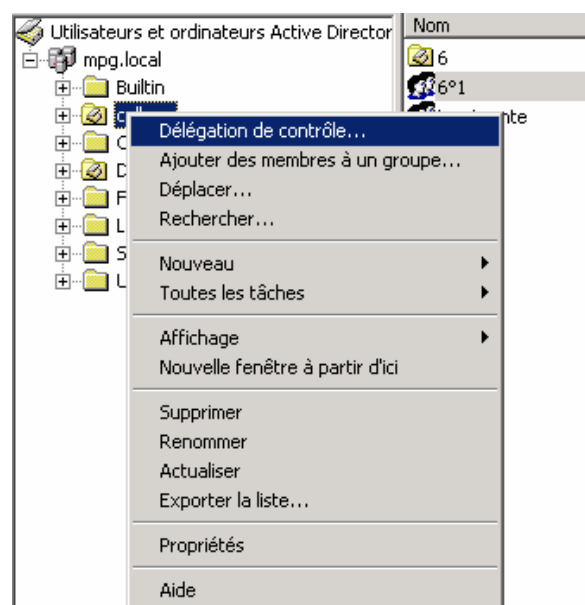 Utilisateurs et ordinateurs Active Director
Nom
mpg.local
6
Builtin
6°1
Délégation de contrôle...
Ajouter des membres à un groupe...
Déplacer...
Rechercher...
Nouveau
Toutes les tâches
Affichage
Nouvelle fenêtre à partir d'ici
Supprimer
Renommer
Actualiser
Exporter la liste...
Propriétés
Aide